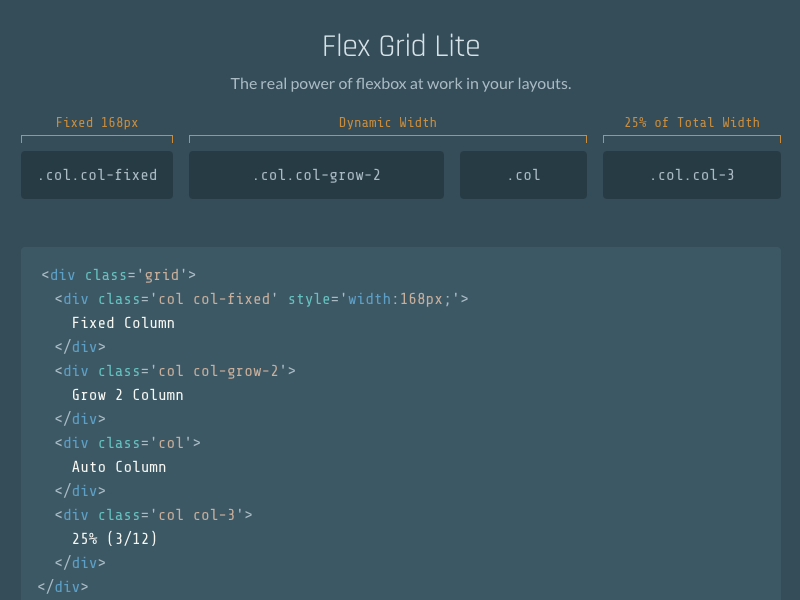 Flex Grid Lite
The real power of flexbox at work in your layouts.
Fixed 168px Dynamic Width 25% of Total Width
.col.col-fixed .col.col-grow-2 .col .col.col-3
<div class='grid'>
<div class='col col-fixed' style='width:168px;'>
Fixed Column
</div>
<div class='col col-grow-2'>
Grow 2 Column
</div>
<div class='col'>
Auto Column
</div>
<div class='col col-3'>
25% (3/12)
</div>
</div>